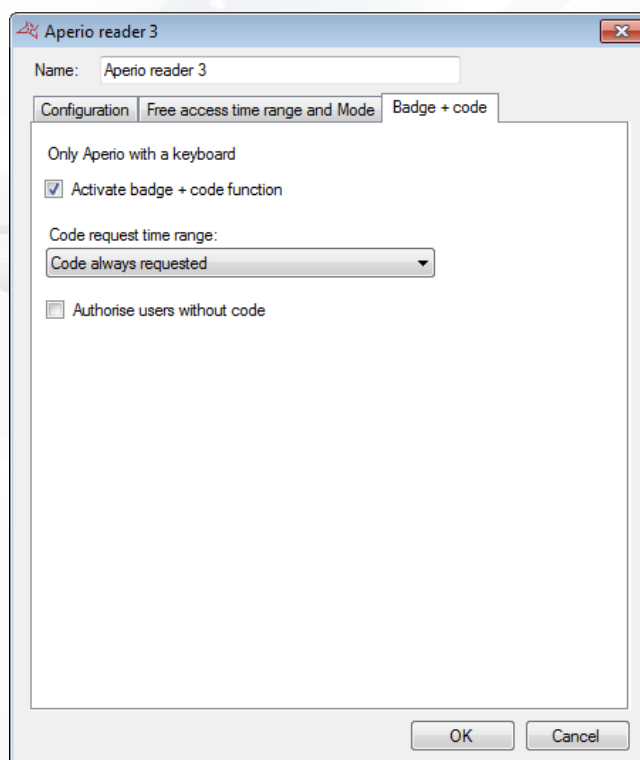 Aperio reader 3
Name: Aperio reader 3
Configuration Free access time range and Mode Badge + code
Only Aperio with a keyboard
Activate badge + code function
Code request time range:
Code always requested
Authorise users without code
OK Cancel